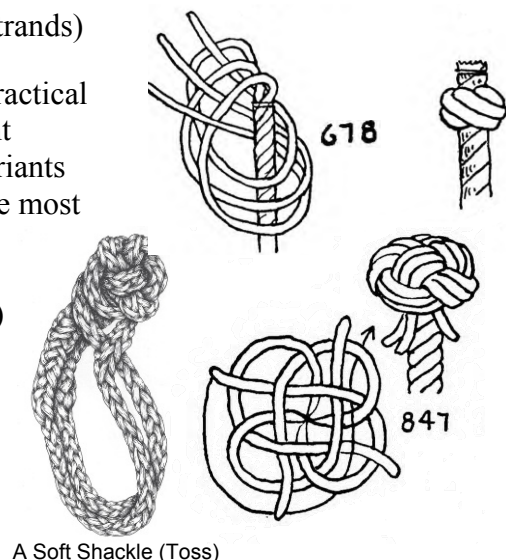 trands)
ractical
t
riants
e most
)
678
847
A Soft Shackle (Toss)